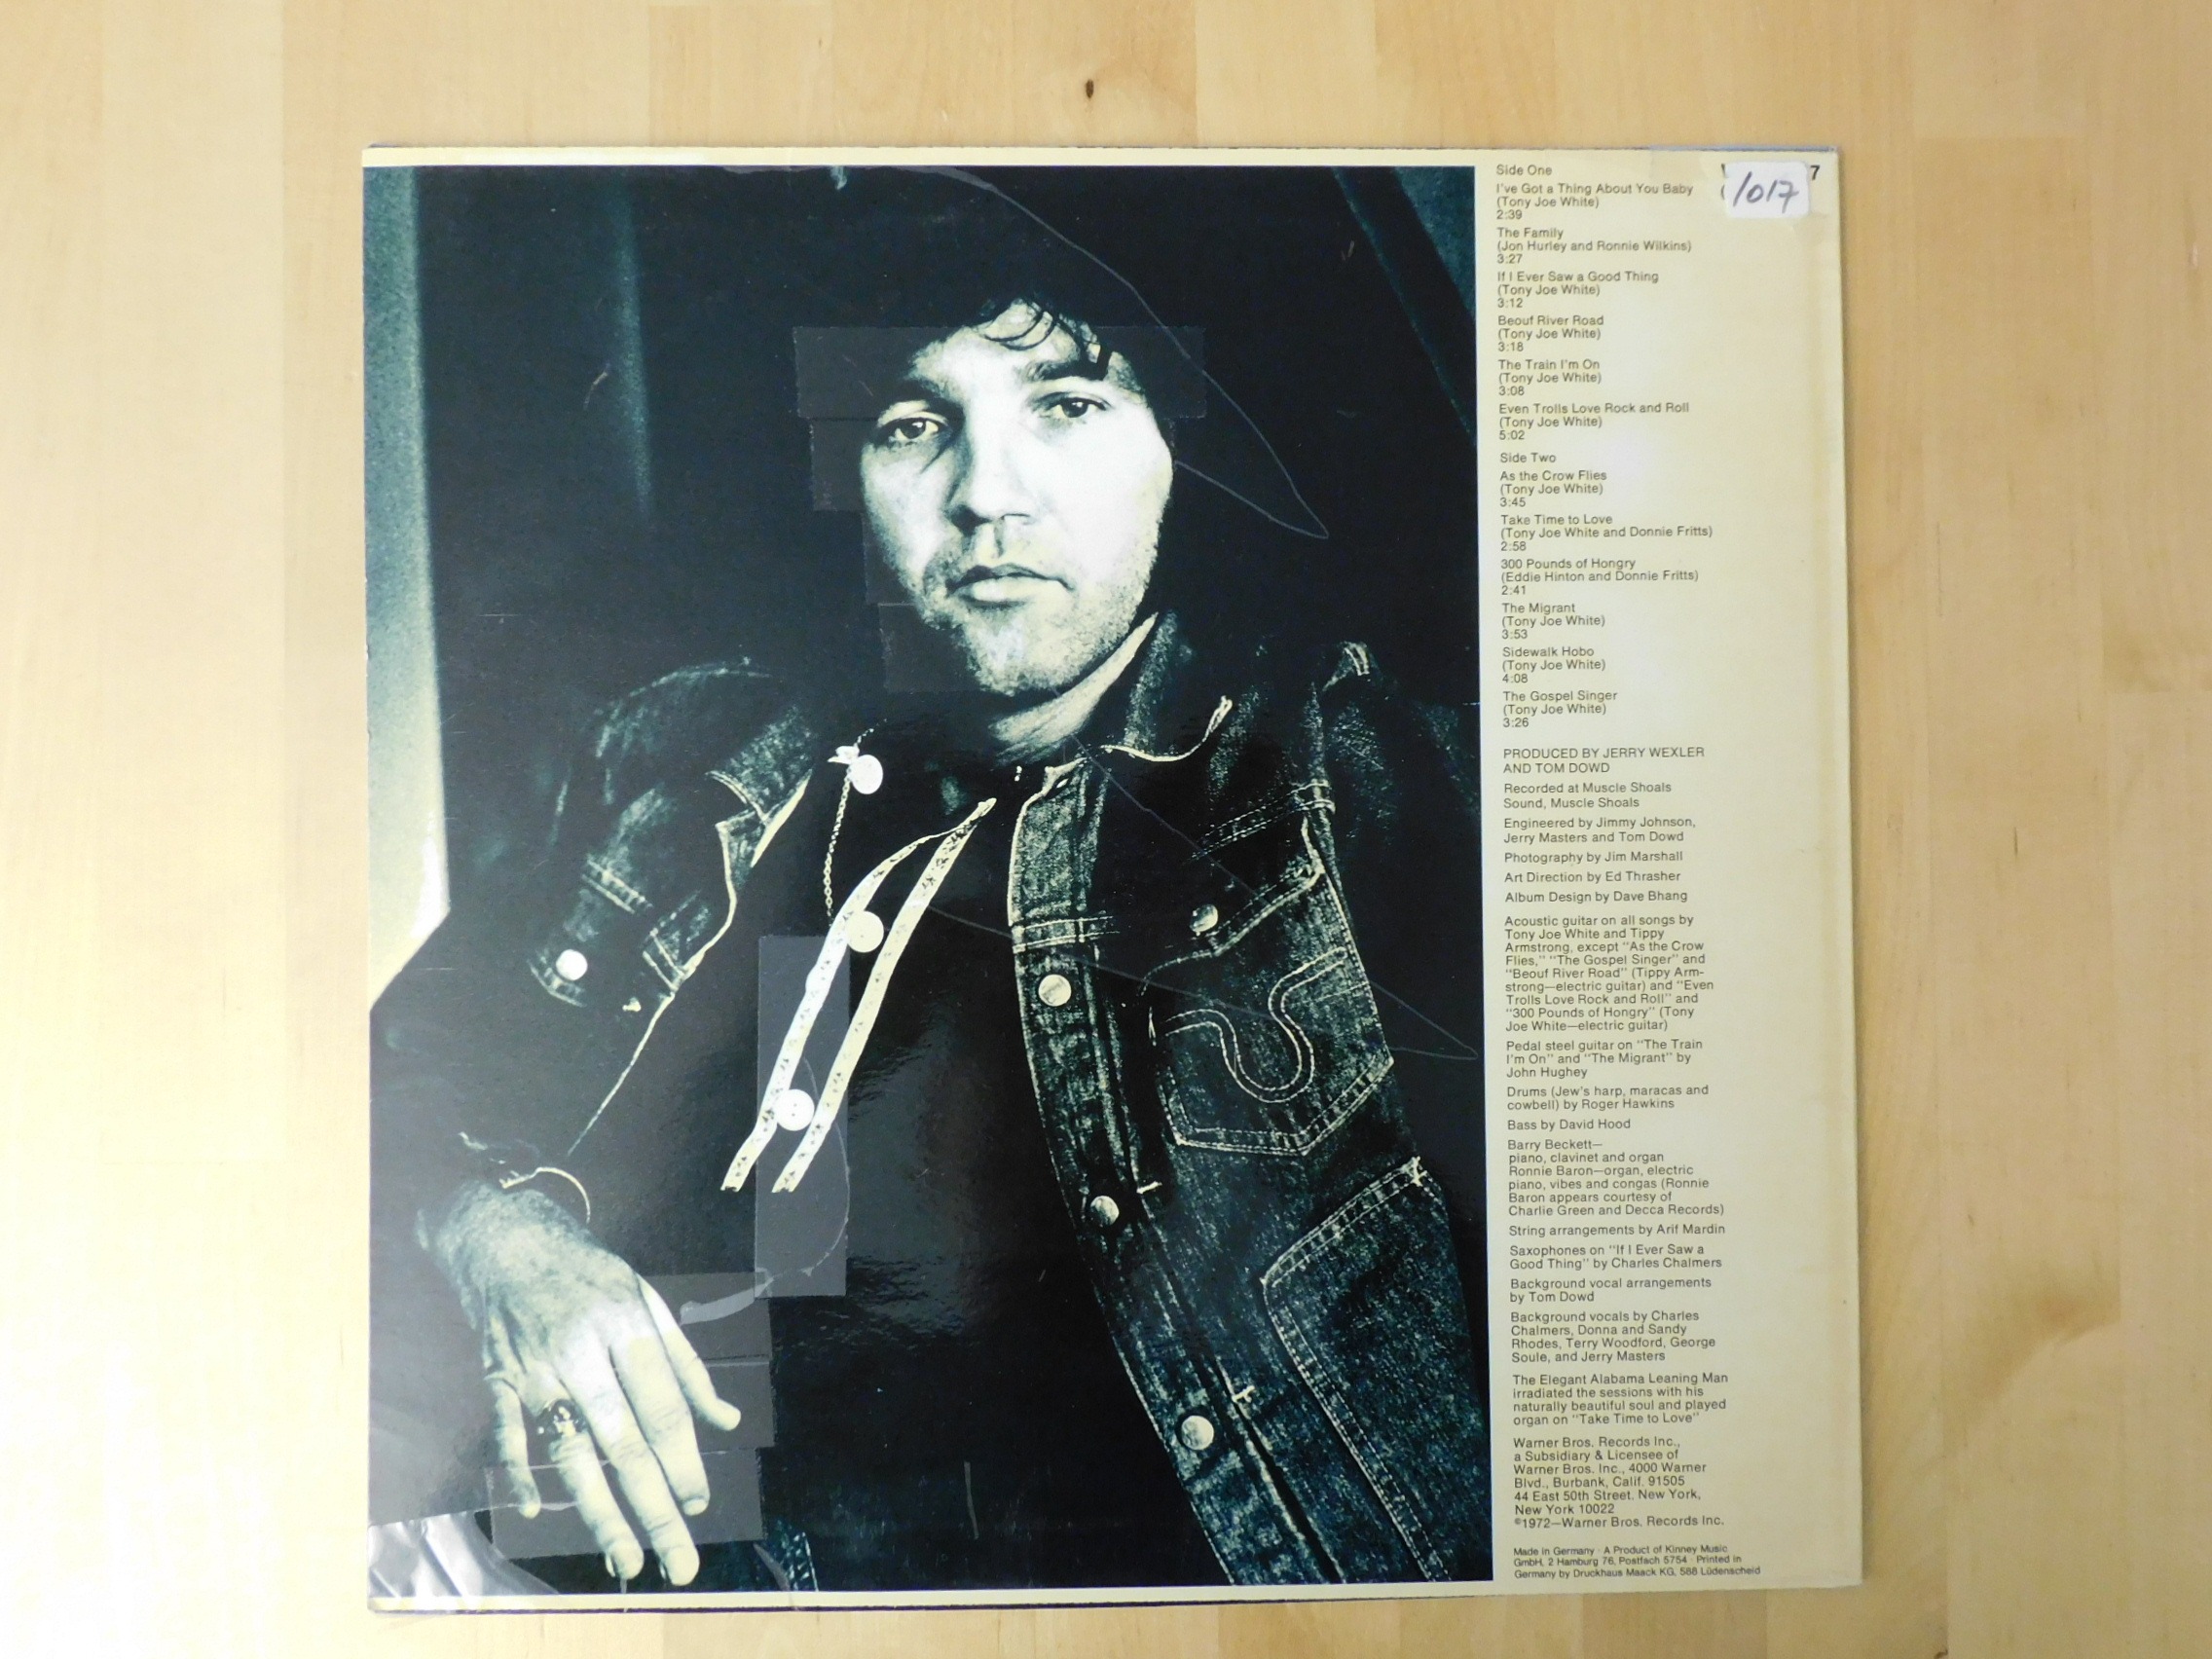 Side One
I've Got a Thing About You Baby
(Tony Joe White)
2:39
The Family
(Jon Hurley and Ronnie Wilkins)
3:27
If I Ever Saw a Good Thing
(Tony Joe White)
3:12
Beouf River Road
(Tony Joe White)
3:18
The Train I'm On
(Tony Joe White)
3:08
Even Trolls Love Rock and Roll
(Tony Joe White)
5:02
Side Two
As the Crow Flies
(Tony Joe White)
3:45
Take Time to Love
(Tony Joe White and Donnie Fritts)
2:58
300 Pounds of Hongry
(Eddie Hinton and Donnie Fritts)
2:41
The Migrant
(Tony Joe White)
3:53
Sidewalk Hobo
(Tony Joe White)
4:08
The Gospel Singer
(Tony Joe White)
3:26
PRODUCED BY JERRY WEXLER
AND TOM DOWD
Recorded at Muscle Shoals
Sound, Muscle Shoals
Engineered by Jimmy Johnson,
Jerry Masters and Tom Dowd
Photography by Jim Marshall
Art Direction by Ed Thrasher
Album Design by Dave Bhang
Acoustic guitar on all songs by
Tony Joe White and Tippy
Armstrong, except "As the Crow
Flies," "The Gospel Singer" and
"Beouf River Road" (Tippy Arm-
strong—electric guitar) and "Even
Trolls Love Rock and Roll" and
"300 Pounds of Hongry" (Tony
Joe White—electric guitar)
Pedal steel guitar on "The Train
I'm On" and "The Migrant" by
John Hughey
Drums (Jew's harp, maracas and
cowbell) by Roger Hawkins
Bass by David Hood
Barry Beckett—
piano, clavinet and organ
Ronnie Baron—organ, electric
piano, vibes and congas (Ronnie
Baron appears courtesy of
Charlie Green and Decca Records)
String arrangements by Arif Mardin
Saxophones on "If I Ever Saw a
Good Thing" by Charles Chalmers
Background vocal arrangements
by Tom Dowd
Background vocals by Charles
Chalmers, Donna and Sandy
Rhodes, Terry Woodford, George
Soule, and Jerry Masters
The Elegant Alabama Leaning Man
irradiated the sessions with his
naturally beautiful soul and played
organ on "Take Time to Love"
Warner Bros. Records Inc.,
a Subsidiary & Licensee of
Warner Bros. Inc., 4000 Warner
Blvd., Burbank, Calif. 91505
44 East 50th Street, New York,
New York 10022
©1972—Warner Bros. Records Inc.
Made in Germany · A Product of Kinney Music
GmbH, 2 Hamburg 76, Postfach 5754 · Printed in
Germany by Druckhaus Maack KG, 588 Lüdenscheid
7
1017